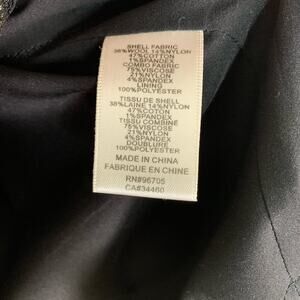 SHELL FABRIC
38%WOOL 14%NYLON
47%COTTON
1%SPANDEX
COMBO FABRIC
75%VISCOSE
21%NYLON
4%SPANDEX
LINING
100%POLYESTER
TISSU DE SHELL
38%LAINE 14%NYLON
47% COTON
1%SPANDEX
TISSU COMBINÉ
75%VISCOSE
21%NYLON
4%SPANDEX
DOUBLURE
100%POLYESTER
MADE IN CHINA
FABRIQUE EN CHINE
RN#96705
CA#34460